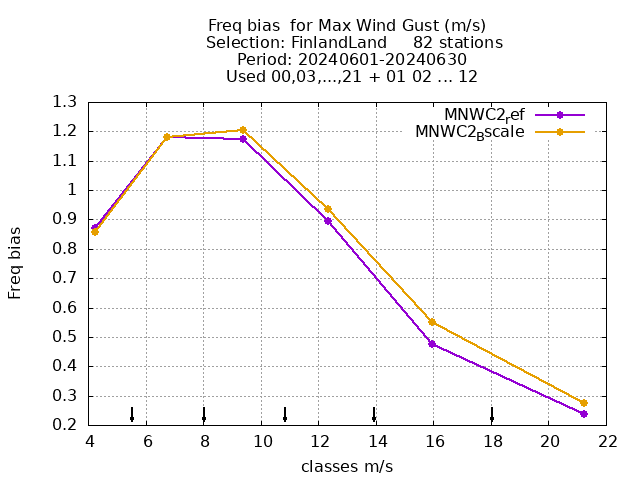 Freq bias  for Max Wind Gust (m/s)
Selection: FinlandLand     82 stations
Period: 20240601-20240630
Used 00,03,...,21 + 01 02 ... 12
MNWC2_ref
MNWC2_Bscale
1.3
1.2
1.1
1
0.9
0.8
0.7
0.6
0.5
0.4
0.3
0.2
Freq bias
4 6 8 10 12 14 16 18 20 22
classes m/s